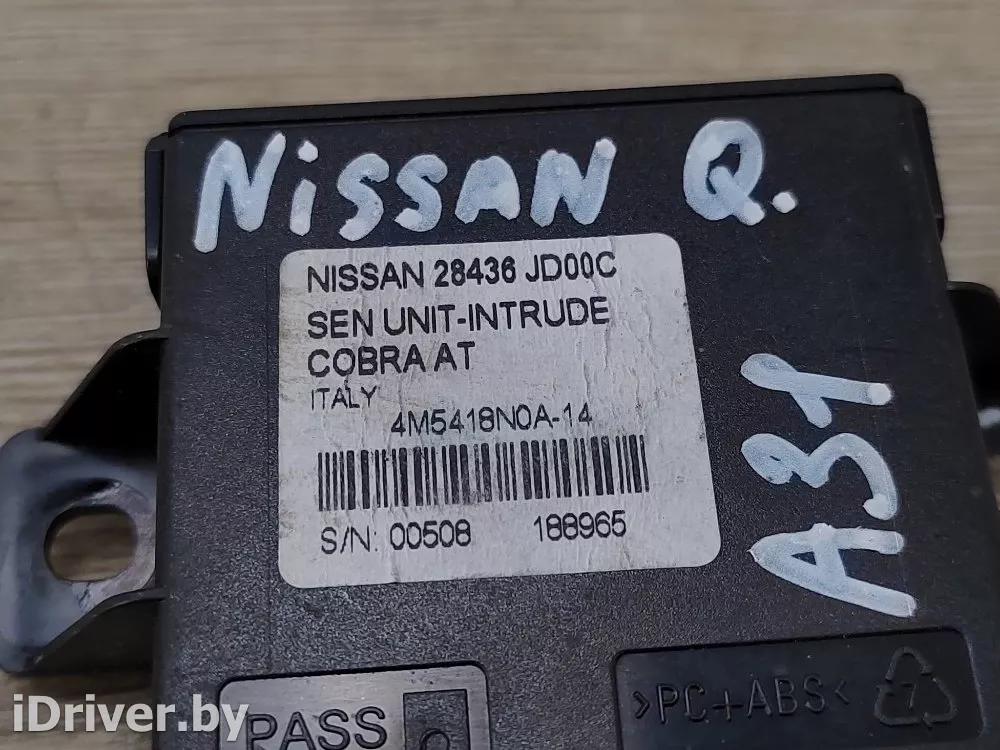 NISSAN Q.
A31
NISSAN 28436 JD00C
SEN UNIT-INTRUDE
COBRA AT
ITALY
4M5418N0A-14
S/N: 00508 188965
PASS
>PC+ABS<
7
iDriver.by